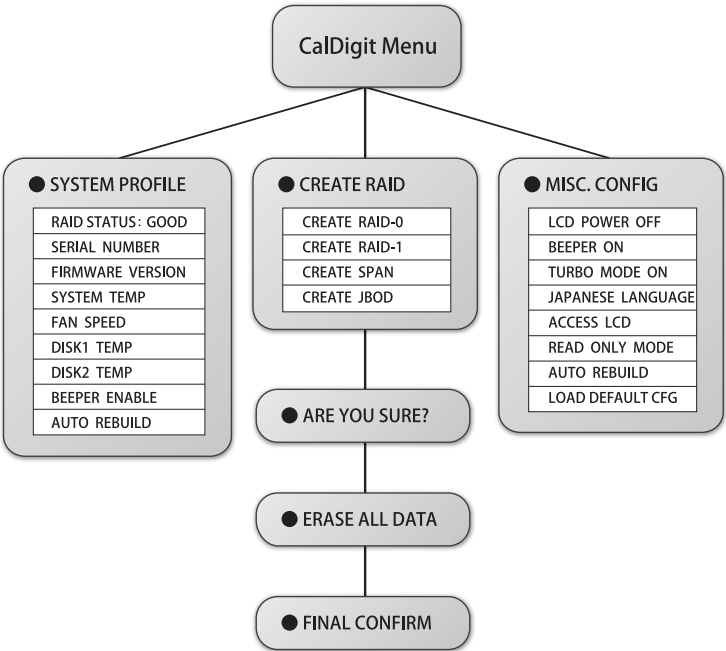 CalDigit Menu
SYSTEM PROFILE
RAID STATUS: GOOD
SERIAL NUMBER
FIRMWARE VERSION
SYSTEM TEMP
FAN SPEED
DISK1 TEMP
DISK2 TEMP
BEEPER ENABLE
AUTO REBUILD
CREATE RAID
CREATE RAID-0
CREATE RAID-1
CREATE SPAN
CREATE JBOD
ARE YOU SURE?
ERASE ALL DATA
FINAL CONFIRM
MISC. CONFIG
LCD POWER OFF
BEEPER ON
TURBO MODE ON
JAPANESE LANGUAGE
ACCESS LCD
READ ONLY MODE
AUTO REBUILD
LOAD DEFAULT CFG